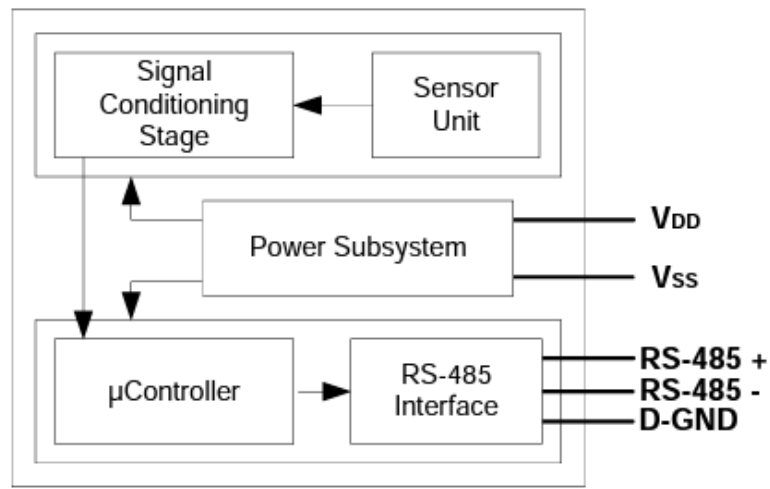 Signal
Conditioning
Stage
Sensor
Unit
Power Subsystem
VDD
VSS
µController
RS-485
Interface
RS-485 +
RS-485 -
D-GND